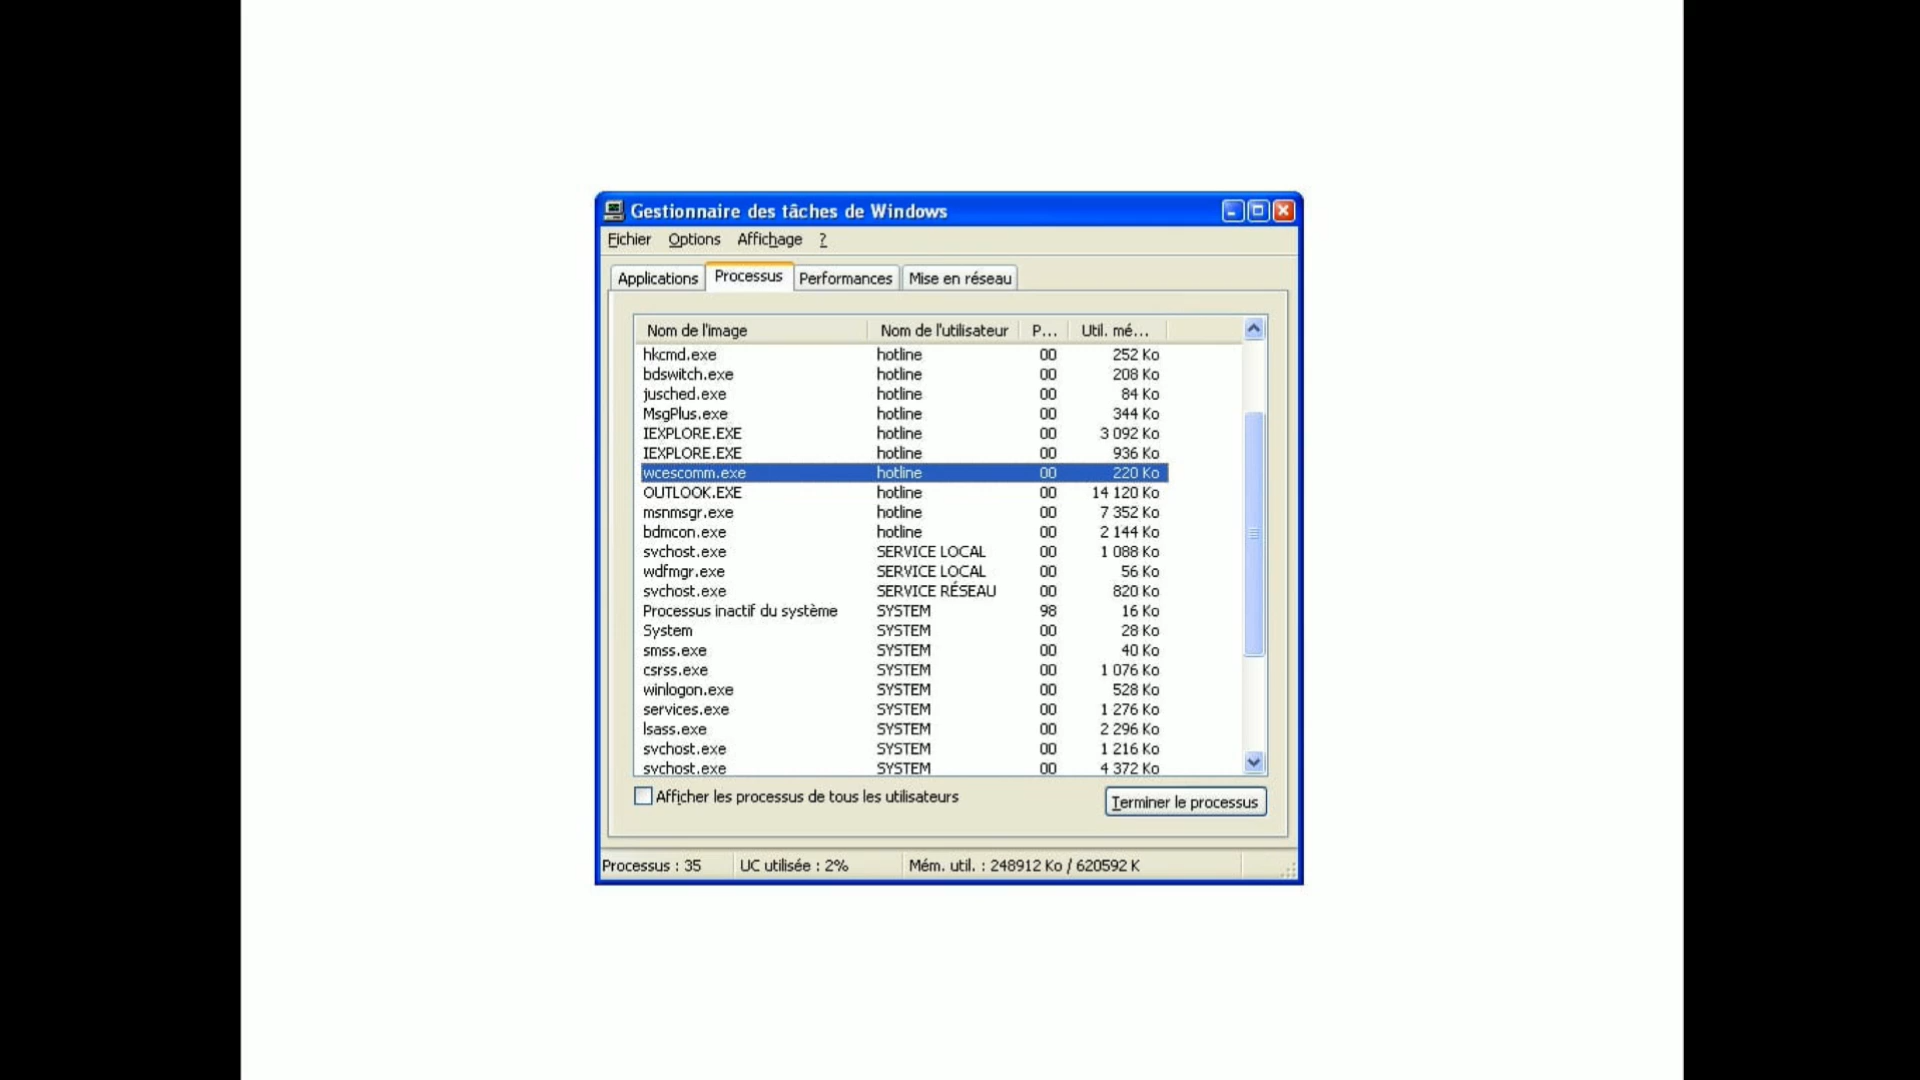 Gestionnaire des tâches de Windows
Fichier Options Affichage ?
Applications Processus Performances Mise en réseau
Nom de l'image Nom de l'utilisateur P... Util. mé...
hkcmd.exe hotline 00 252 Ko
bdswitch.exe hotline 00 208 Ko
jusched.exe hotline 00 84 Ko
MsgPlus.exe hotline 00 344 Ko
IEXPLORE.EXE hotline 00 3 092 Ko
IEXPLORE.EXE hotline 00 936 Ko
wcescomm.exe hotline 00 220 Ko
OUTLOOK.EXE hotline 00 14 120 Ko
msnmsgr.exe hotline 00 7 352 Ko
bdmcon.exe hotline 00 2 144 Ko
svchost.exe SERVICE LOCAL 00 1 088 Ko
wdfmgr.exe SERVICE LOCAL 00 56 Ko
svchost.exe SERVICE RÉSEAU 00 820 Ko
Processus inactif du système SYSTEM 98 16 Ko
System SYSTEM 00 28 Ko
smss.exe SYSTEM 00 40 Ko
csrss.exe SYSTEM 00 1 076 Ko
winlogon.exe SYSTEM 00 528 Ko
services.exe SYSTEM 00 1 276 Ko
lsass.exe SYSTEM 00 2 296 Ko
svchost.exe SYSTEM 00 1 216 Ko
svchost.exe SYSTEM 00 4 372 Ko
Afficher les processus de tous les utilisateurs Terminer le processus
Processus : 35 UC utilisée : 2% Mém. util. : 248912 Ko / 620592 K